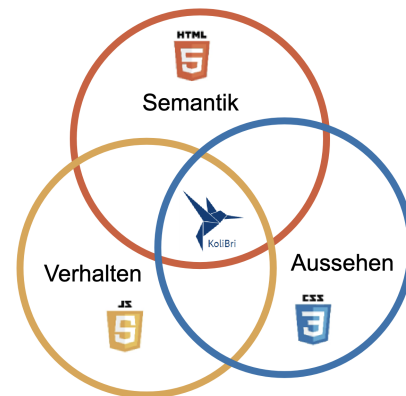 HTML
5
Semantik
KoliBri
Verhalten
Aussehen
JS
5
CSS
3